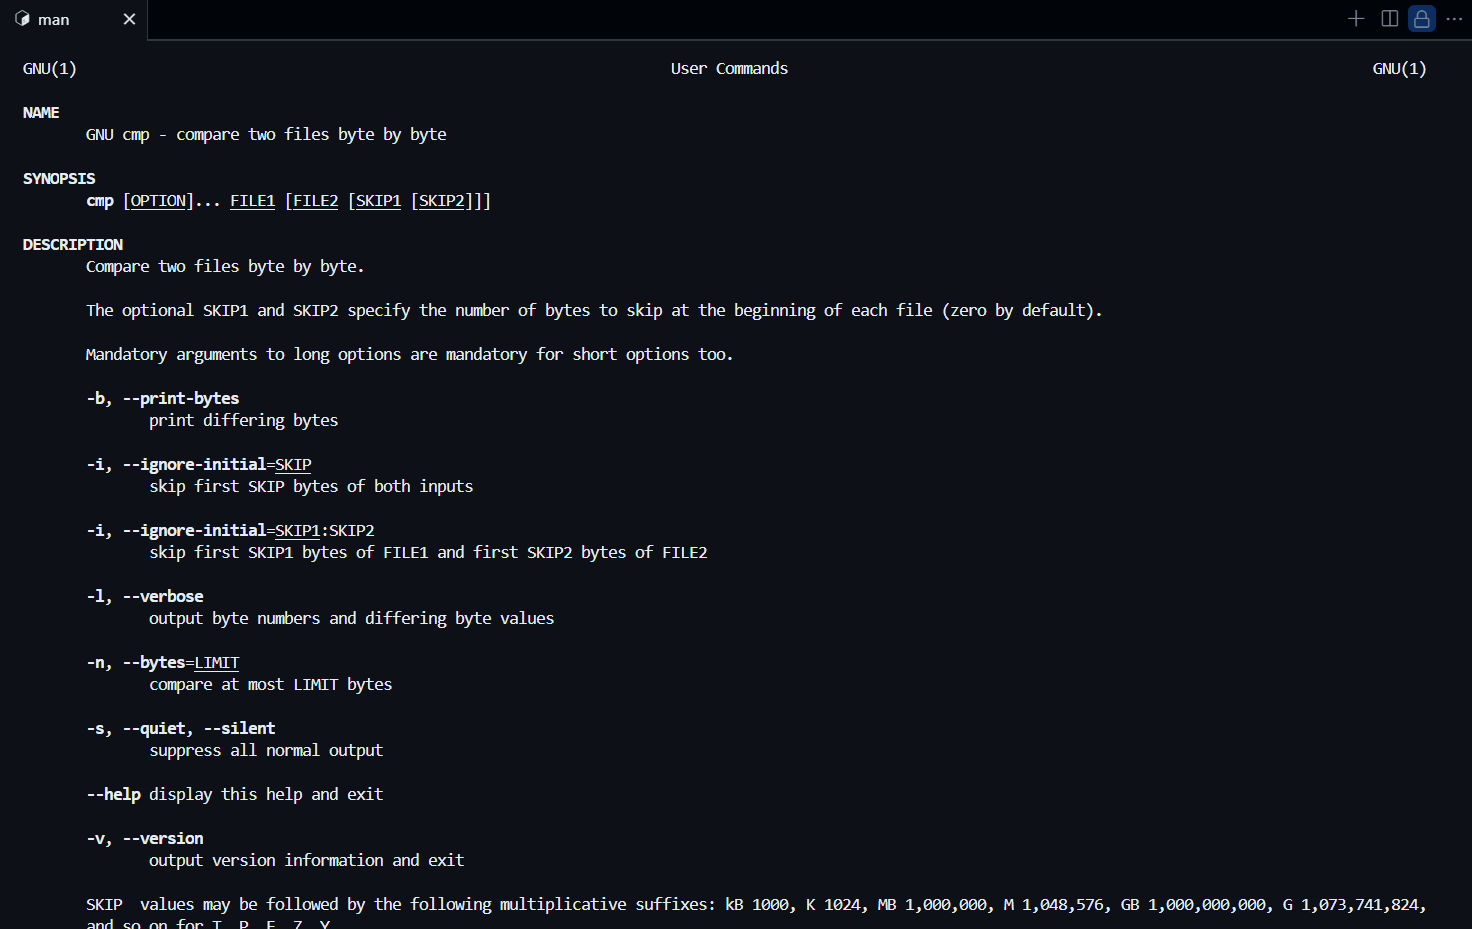 man
GNU(1) User Commands GNU(1)
NAME
GNU cmp - compare two files byte by byte
SYNOPSIS
cmp [OPTION]... FILE1 [FILE2 [SKIP1 [SKIP2]]]
DESCRIPTION
Compare two files byte by byte.
The optional SKIP1 and SKIP2 specify the number of bytes to skip at the beginning of each file (zero by default).
Mandatory arguments to long options are mandatory for short options too.
-b, --print-bytes
print differing bytes
-i, --ignore-initial=SKIP
skip first SKIP bytes of both inputs
-i, --ignore-initial=SKIP1:SKIP2
skip first SKIP1 bytes of FILE1 and first SKIP2 bytes of FILE2
-l, --verbose
output byte numbers and differing byte values
-n, --bytes=LIMIT
compare at most LIMIT bytes
-s, --quiet, --silent
suppress all normal output
--help display this help and exit
-v, --version
output version information and exit
SKIP values may be followed by the following multiplicative suffixes: kB 1000, K 1024, MB 1,000,000, M 1,048,576, GB 1,000,000,000, G 1,073,741,824,
and so on for T, P, E, Z, Y.